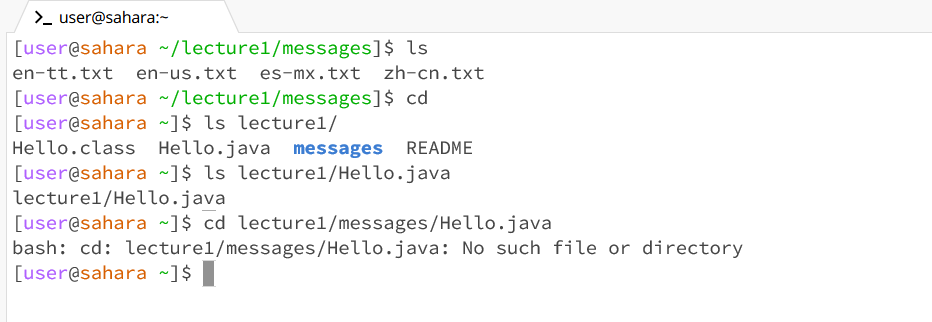 >_ user@sahara:~
[user@sahara ~/lecture1/messages]$ ls
en-tt.txt  en-us.txt  es-mx.txt  zh-cn.txt
[user@sahara ~/lecture1/messages]$ cd
[user@sahara ~]$ ls lecture1/
Hello.class  Hello.java  messages  README
[user@sahara ~]$ ls lecture1/Hello.java
lecture1/Hello.java
[user@sahara ~]$ cd lecture1/messages/Hello.java
bash: cd: lecture1/messages/Hello.java: No such file or directory
[user@sahara ~]$